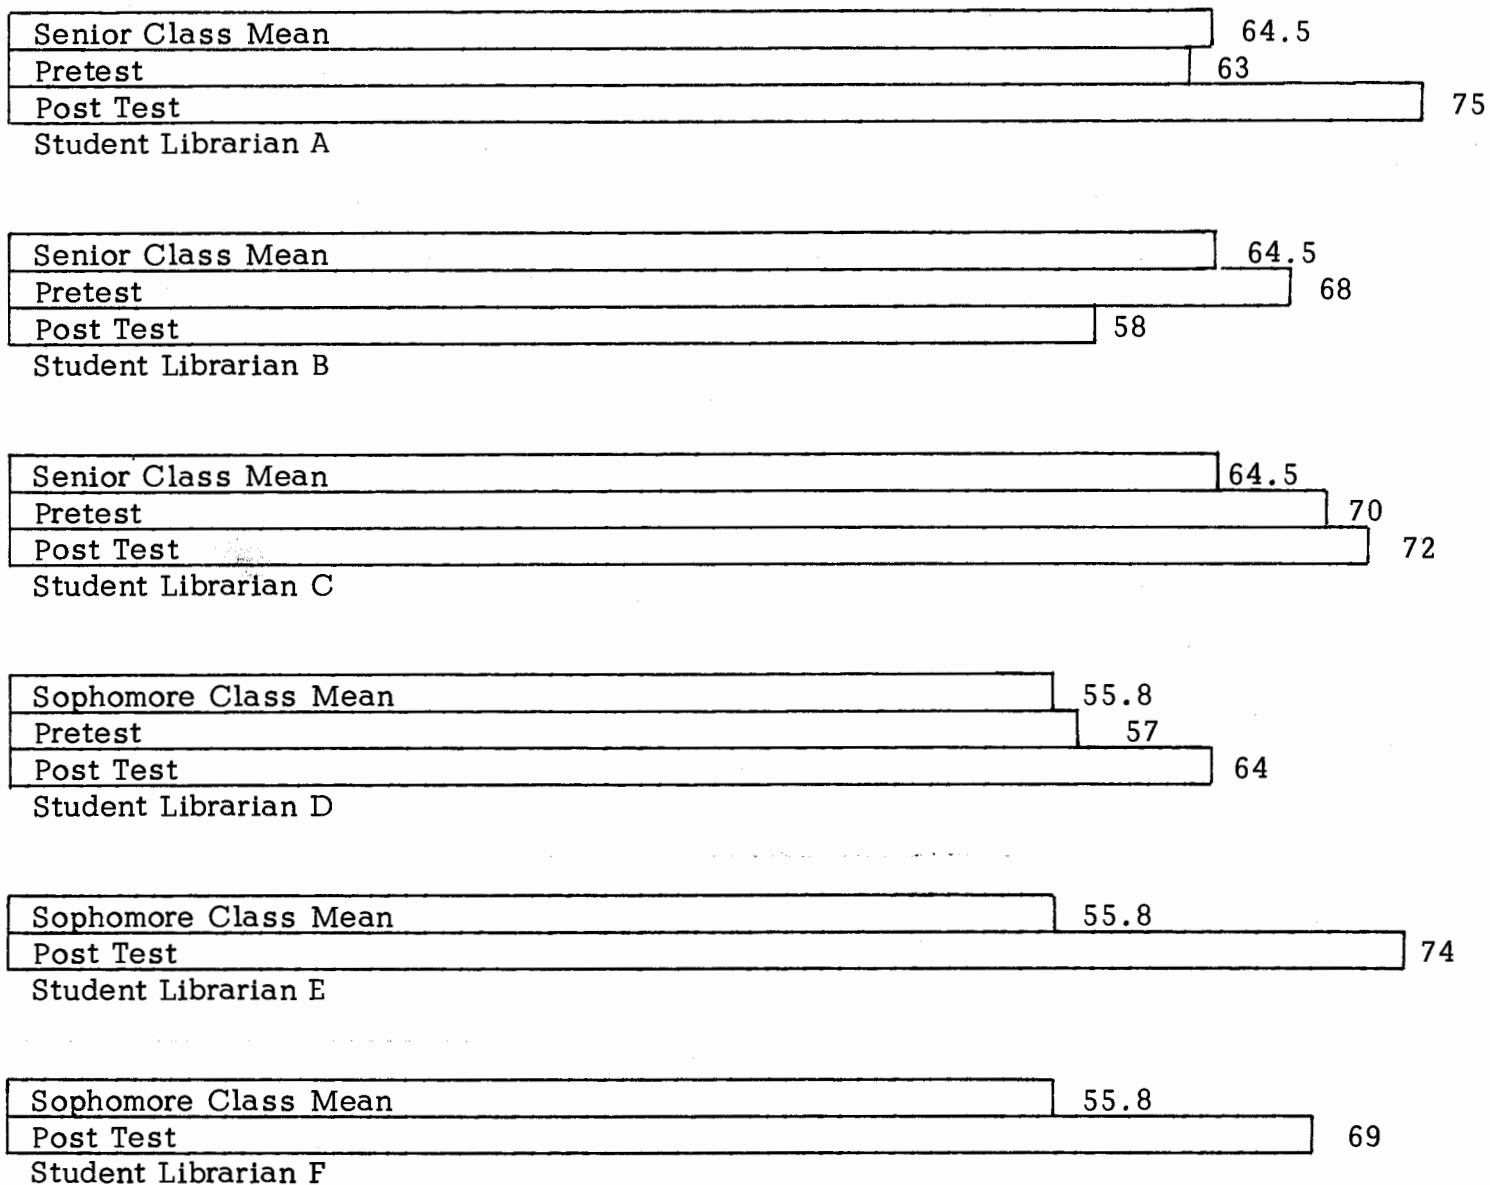 Senior Class Mean 64.5
Pretest 63
Post Test 75
Student Librarian A
Senior Class Mean 64.5
Pretest 68
Post Test 58
Student Librarian B
Senior Class Mean 64.5
Pretest 70
Post Test 72
Student Librarian C
Sophomore Class Mean 55.8
Pretest 57
Post Test 64
Student Librarian D
Sophomore Class Mean 55.8
Post Test 74
Student Librarian E
Sophomore Class Mean 55.8
Post Test 69
Student Librarian F